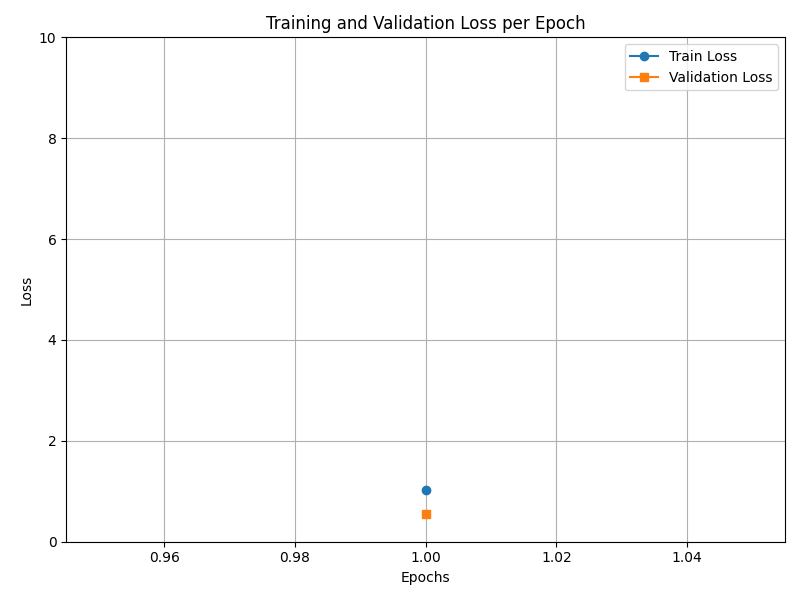 Training and Validation Loss per Epoch
Train Loss
Validation Loss
10
8
6
4
2
0
Loss
0.96
0.98
1.00
1.02
1.04
Epochs